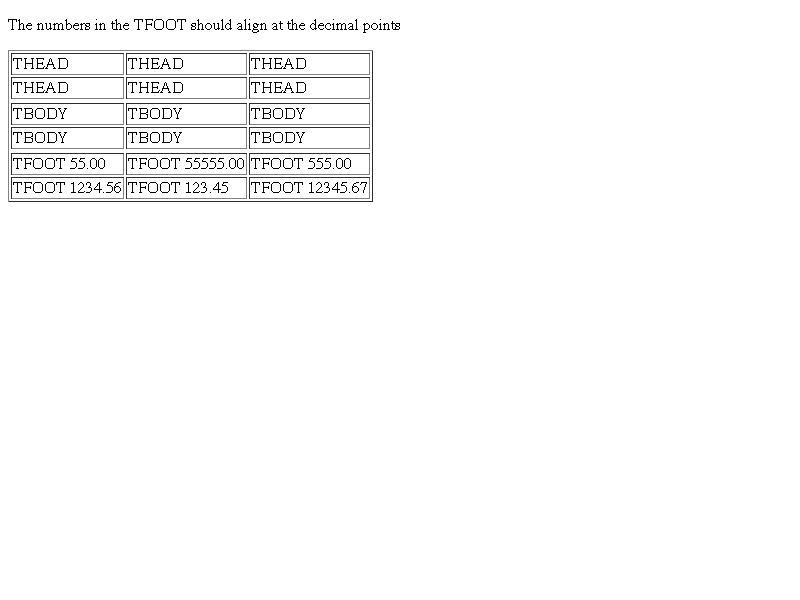 The numbers in the TFOOT should align at the decimal points
THEAD THEAD THEAD
THEAD THEAD THEAD
TBODY TBODY TBODY
TBODY TBODY TBODY
TFOOT 55.00 TFOOT 55555.00 TFOOT 555.00
TFOOT 1234.56 TFOOT 123.45 TFOOT 12345.67